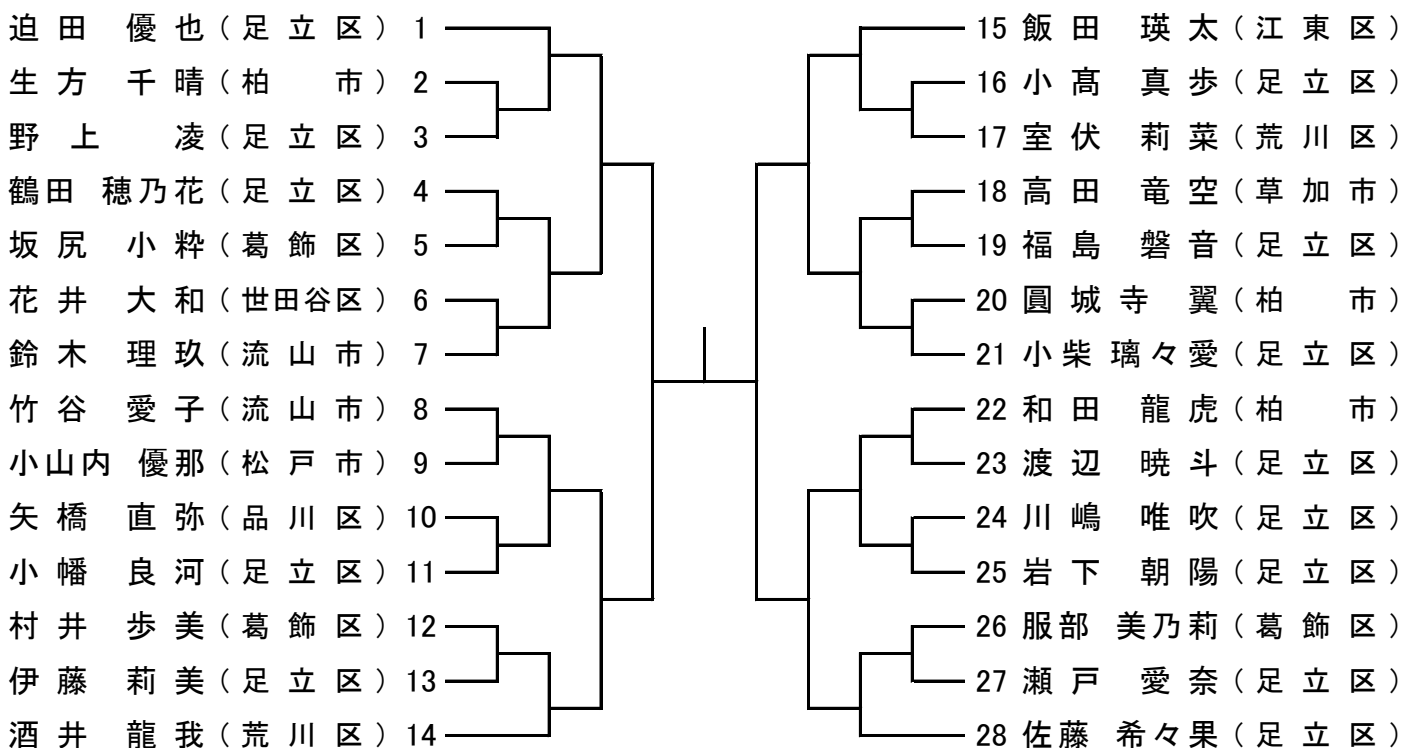 迫田 優也(足立区) 1
生方 千晴(柏市) 2
野上 凌(足立区) 3
鶴田 穂乃花(足立区) 4
坂尻 小粋(葛飾区) 5
花井 大和(世田谷区) 6
鈴木 理玖(流山市) 7
竹谷 愛子(流山市) 8
小山内 優那(松戸市) 9
矢橋 直弥(品川区) 10
小幡 良河(足立区) 11
村井 歩美(葛飾区) 12
伊藤 莉美(足立区) 13
酒井 龍我(荒川区) 14
15 飯田 瑛太(江東区)
16 小髙 真歩(足立区)
17 室伏 莉菜(荒川区)
18 高田 竜空(草加市)
19 福島 磐音(足立区)
20 圓城寺 翼(柏市)
21 小柴 璃々愛(足立区)
22 和田 龍虎(柏市)
23 渡辺 暁斗(足立区)
24 川嶋 唯吹(足立区)
25 岩下 朝陽(足立区)
26 服部 美乃莉(葛飾区)
27 瀬戸 愛奈(足立区)
28 佐藤 希々果(足立区)